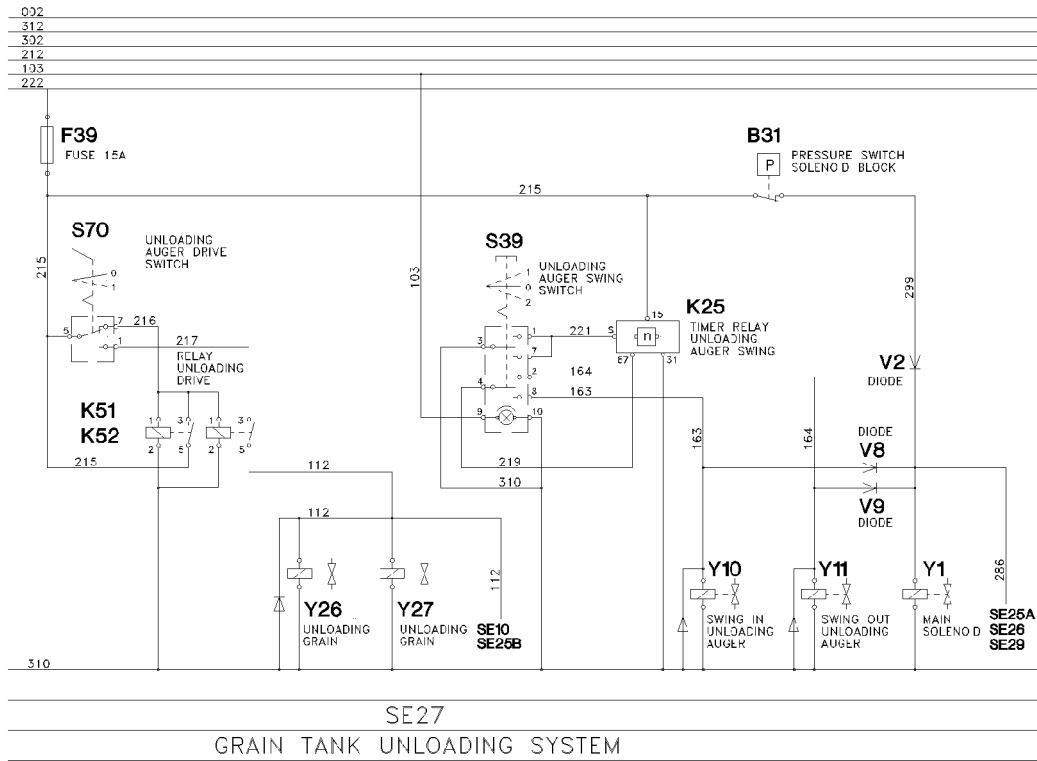 002
312
302
212
103
222
F39
FUSE 15A
B31
P
PRESSURE SWITCH
SOLENO D BLOCK
215
S70
UNLOADING
AUGER DRIVE
SWITCH
0
1
215
S39
1
0
2
UNLOADING
AUGER SWING
SWITCH
103
299
K25
TIMER RELAY
UNLOADING
AUGER SWING
15
S
n
87
31
5
7
216
1
217
RELAY
UNLOADING
DRIVE
3
1
221
7
2
164
4
8
163
9
10
V2
DIODE
K51
K52
1
3
1
3
2
5
2
5
215
163
164
DIODE
V8
V9
DIODE
219
310
112
112
112
286
Y26
UNLOADING
GRAIN
Y27
UNLOADING
GRAIN
SE10
SE25B
Y10
SWING IN
UNLOADING
AUGER
Y11
SWING OUT
UNLOADING
AUGER
Y1
MAIN
SOLENO D
SE25A
SE26
SE29
310
SE27
GRAIN TANK UNLOADING SYSTEM